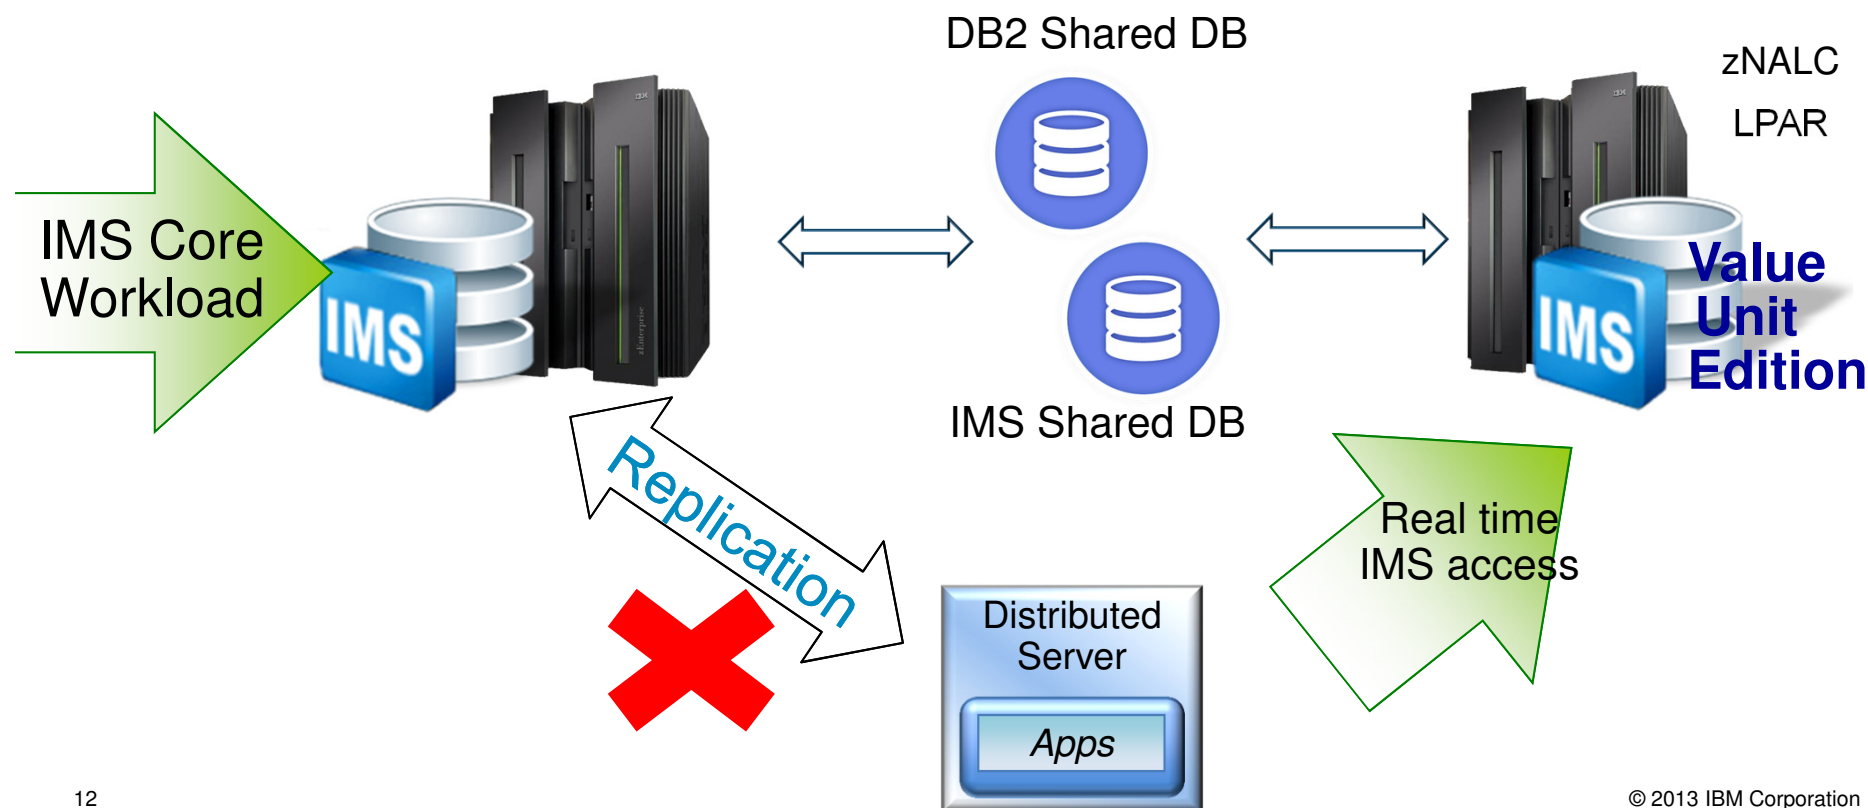 DB2 Shared DB
zNALC
LPAR
IMS Core
Workload
IMS
zEnterprise
IMS
Value
Unit
Edition
IMS Shared DB
Replication
Real time
IMS access
Distributed
Server
Apps
12
© 2013 IBM Corporation